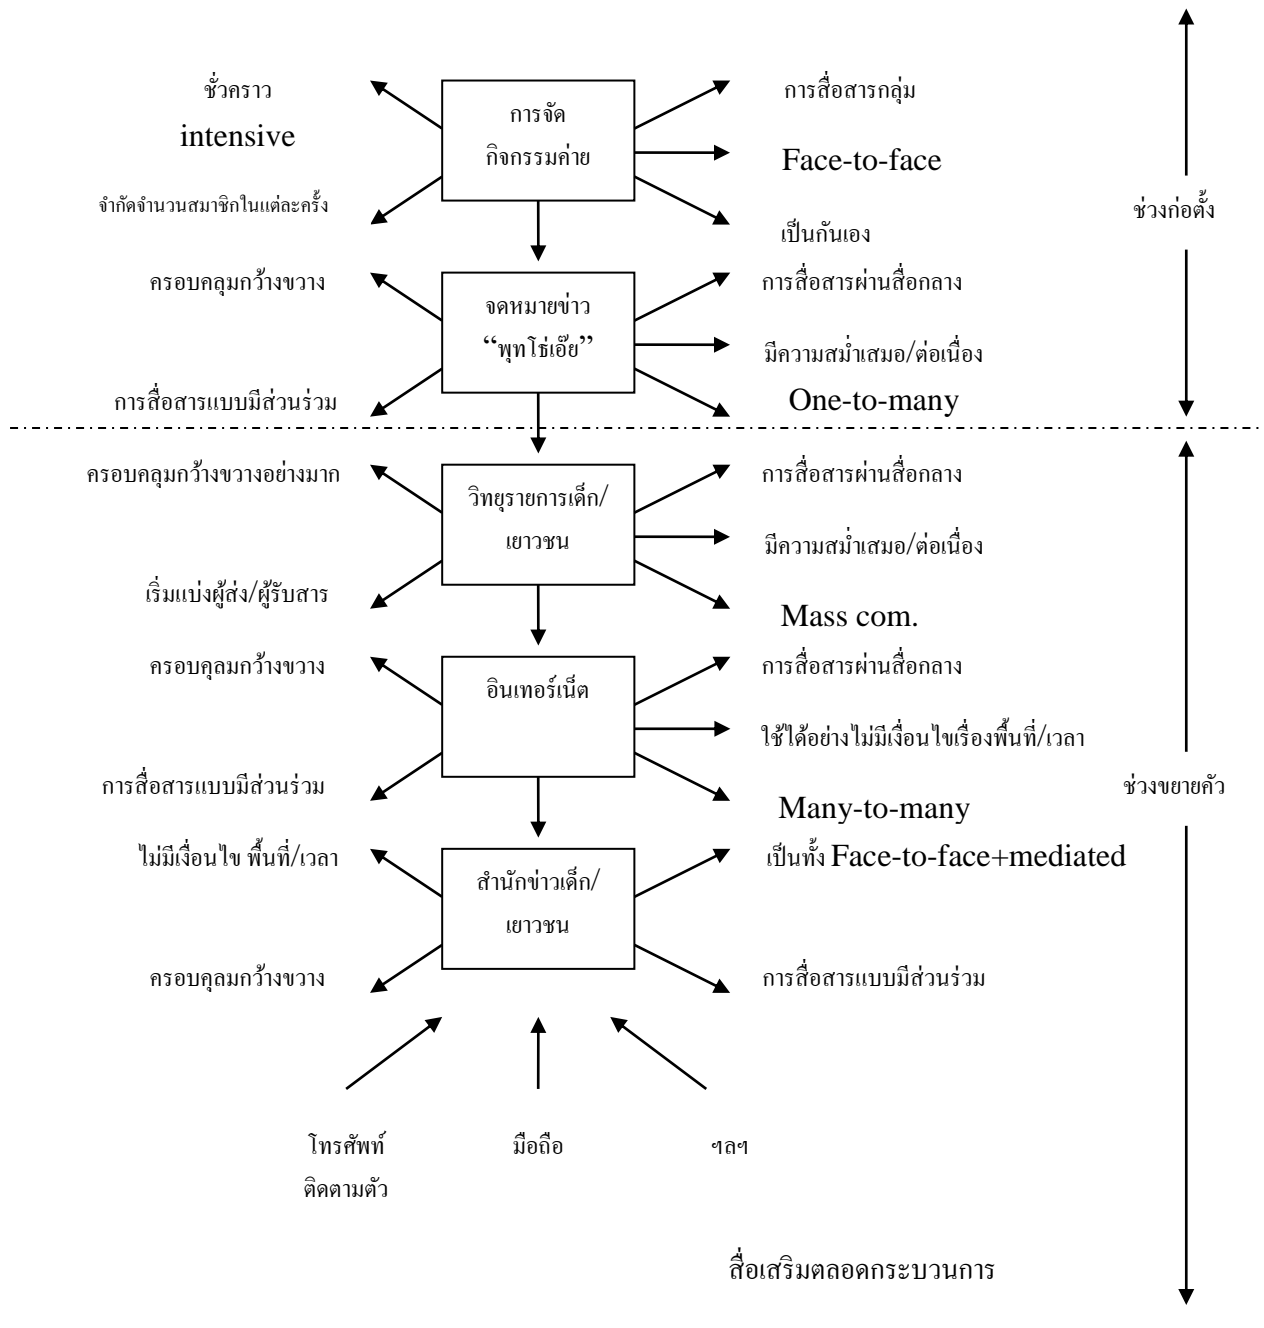 ชั่วคราว
การสื่อสารกลุ่ม
การจัด
กิจกรรมค่าย
intensive
Face-to-face
จำกัดจำนวนสมาชิกในแต่ละครั้ง
ช่วงก่อตั้ง
เป็นกันเอง
ครอบคลุมกว้างขวาง
การสื่อสารผ่านสื่อกลาง
จดหมายข่าว
“พุทโธ่เอ๊ย”
มีความสม่ำเสมอ/ต่อเนื่อง
การสื่อสารแบบมีส่วนร่วม
One-to-many
ครอบคลุมกว้างขวางอย่างมาก
การสื่อสารผ่านสื่อกลาง
วิทยุรายการเด็ก/
เยาวชน
มีความสม่ำเสมอ/ต่อเนื่อง
เริ่มแบ่งผู้ส่ง/ผู้รับสาร
Mass com.
ครอบคุลมกว้างขวาง
การสื่อสารผ่านสื่อกลาง
อินเทอร์เน็ต
ใช้ได้อย่างไม่มีเงื่อนไขเรื่องพื้นที่/เวลา
การสื่อสารแบบมีส่วนร่วม
ช่วงขยายคัว
Many-to-many
ไม่มีเงื่อนไข พื้นที่/เวลา
เป็นทั้ง Face-to-face+mediated
สำนักข่าวเด็ก/
เยาวชน
ครอบคุลมกว้างขวาง
การสื่อสารแบบมีส่วนร่วม
โทรศัพท์
ติดตามตัว
มือถือ
ฯลฯ
สื่อเสริมตลอดกระบวนการ